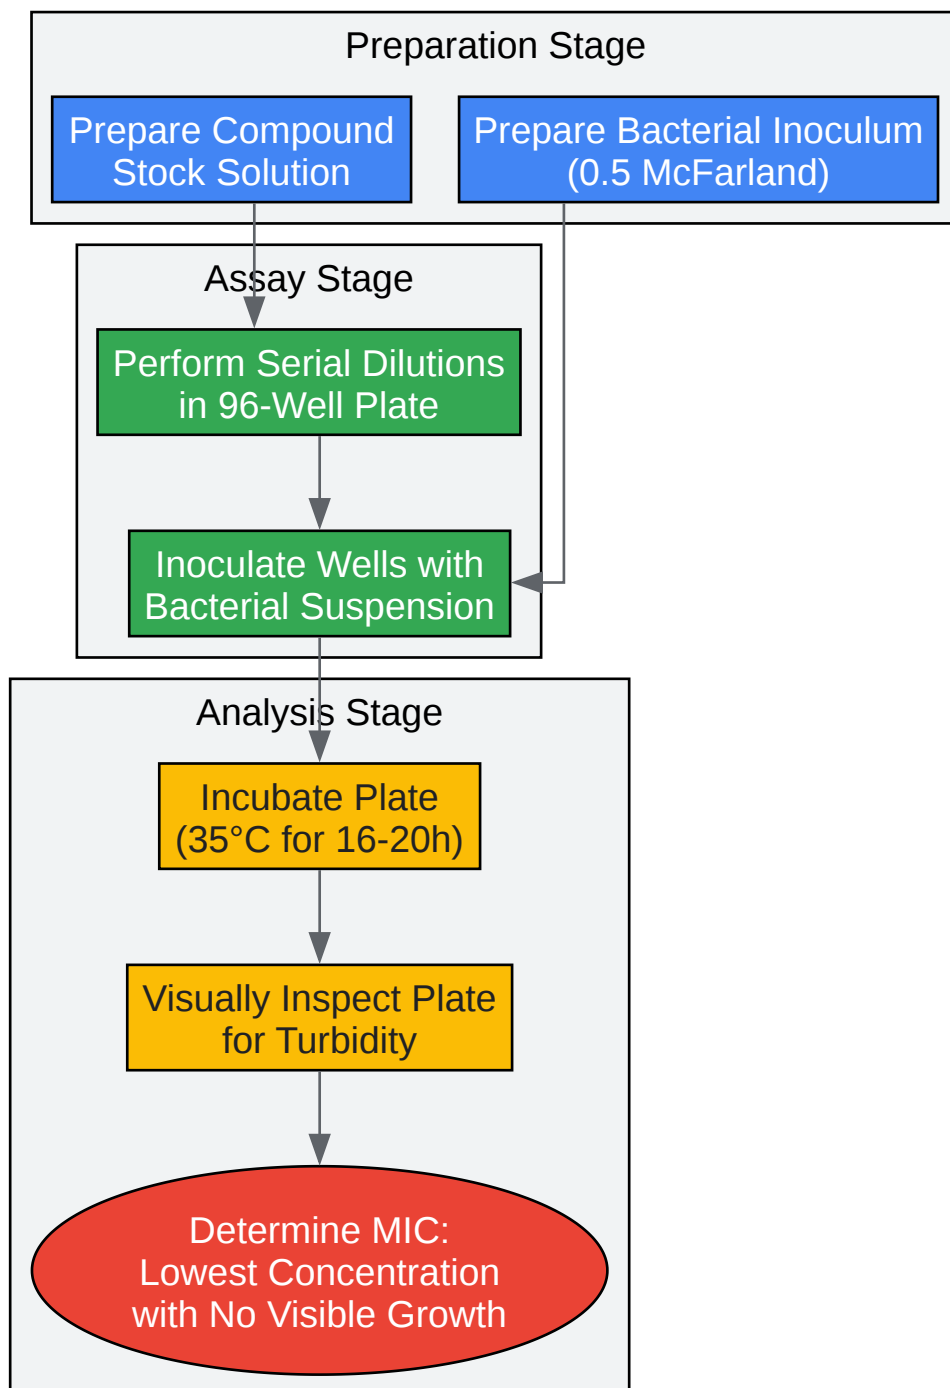 Preparation Stage
Prepare Compound
Stock Solution
Prepare Bacterial Inoculum
(0.5 McFarland)
Assay Stage
Perform Serial Dilutions
in 96-Well Plate
Inoculate Wells with
Bacterial Suspension
Analysis Stage
Incubate Plate
(35°C for 16-20h)
Visually Inspect Plate
for Turbidity
Determine MIC:
Lowest Concentration
with No Visible Growth